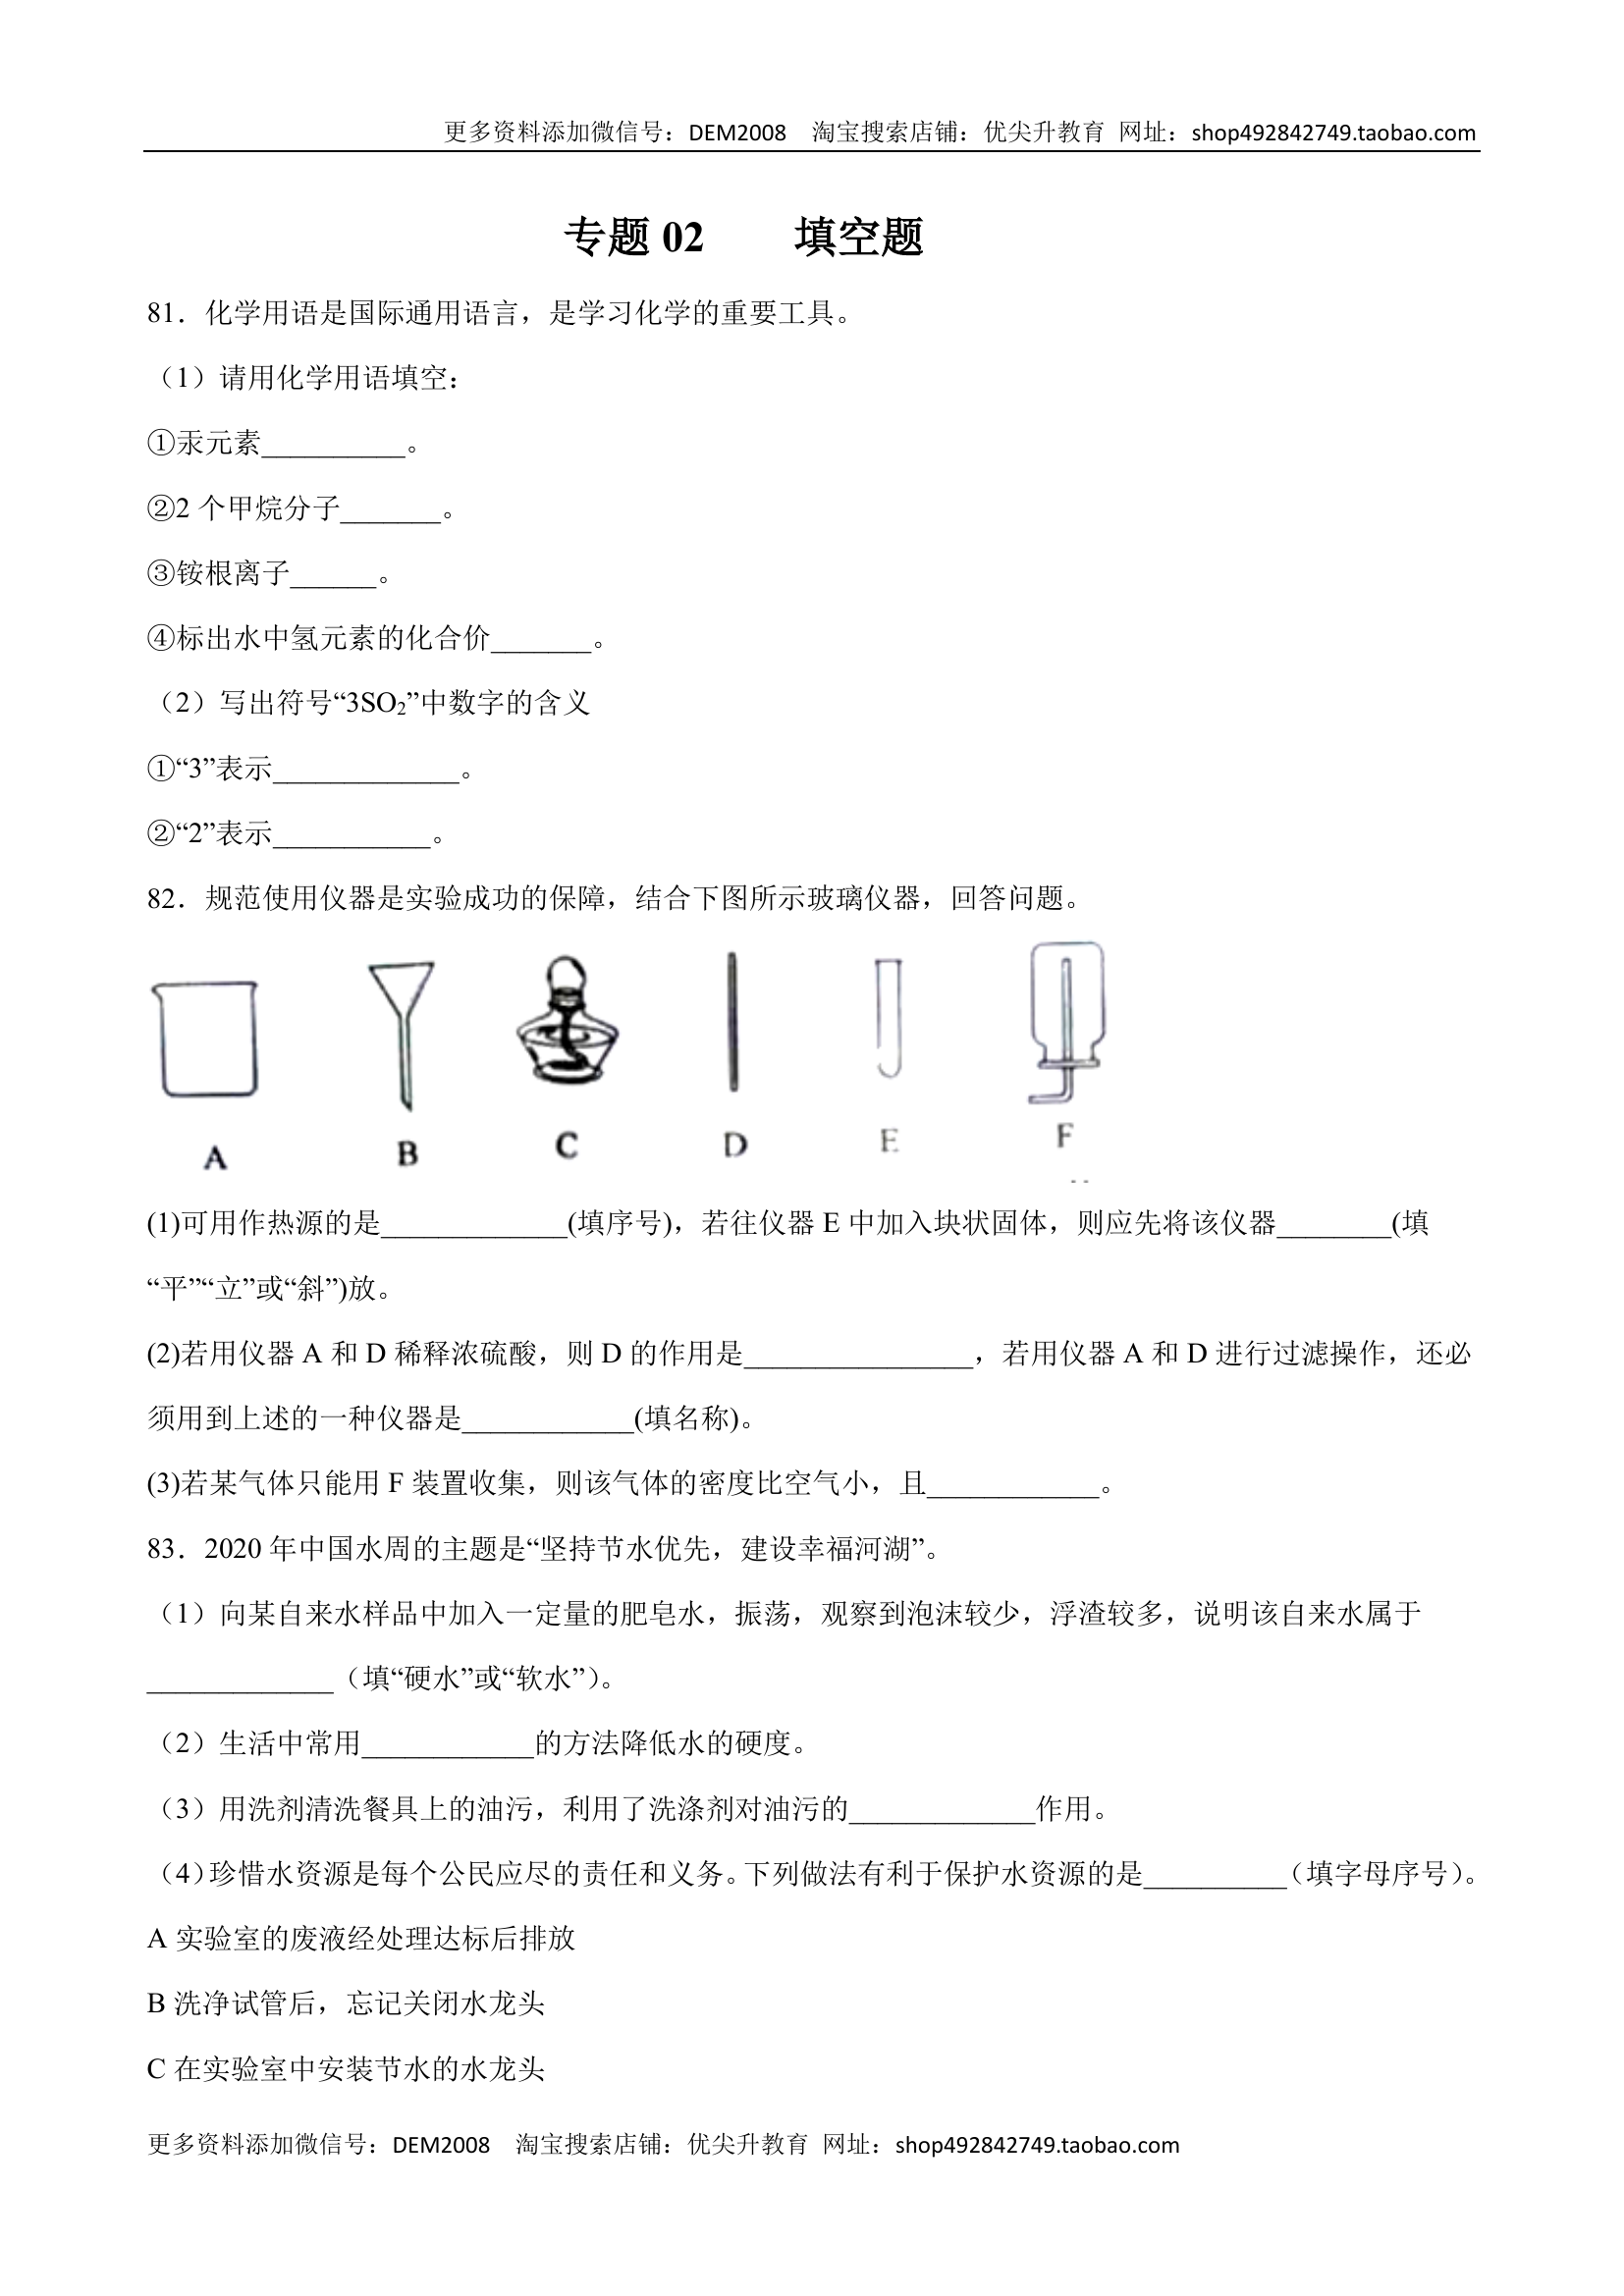 更多资料添加微信号：DEM2008  淘宝搜索店铺：优尖升教育 网址：shop492842749.taobao.com
专题 02  填空题
81．化学用语是国际通用语言，是学习化学的重要工具。
（1）请用化学用语填空：
①汞元素__________。
②2 个甲烷分子_______。
③铵根离子______。
④标出水中氢元素的化合价_______。
（2）写出符号“3SO₂”中数字的含义
①“3”表示_____________。
②“2”表示___________。
82．规范使用仪器是实验成功的保障，结合下图所示玻璃仪器，回答问题。
A B C D E F
(1)可用作热源的是_____________(填序号)，若往仪器 E 中加入块状固体，则应先将该仪器________(填
“平”“立”或“斜”)放。
(2)若用仪器 A 和 D 稀释浓硫酸，则 D 的作用是________________，若用仪器 A 和 D 进行过滤操作，还必
须用到上述的一种仪器是____________(填名称)。
(3)若某气体只能用 F 装置收集，则该气体的密度比空气小，且____________。
83．2020 年中国水周的主题是“坚持节水优先，建设幸福河湖”。
（1）向某自来水样品中加入一定量的肥皂水，振荡，观察到泡沫较少，浮渣较多，说明该自来水属于
_____________（填“硬水”或“软水”）。
（2）生活中常用____________的方法降低水的硬度。
（3）用洗剂清洗餐具上的油污，利用了洗涤剂对油污的_____________作用。
（4）珍惜水资源是每个公民应尽的责任和义务。下列做法有利于保护水资源的是__________（填字母序号）。
A 实验室的废液经处理达标后排放
B 洗净试管后，忘记关闭水龙头
C 在实验室中安装节水的水龙头
更多资料添加微信号：DEM2008  淘宝搜索店铺：优尖升教育 网址：shop492842749.taobao.com